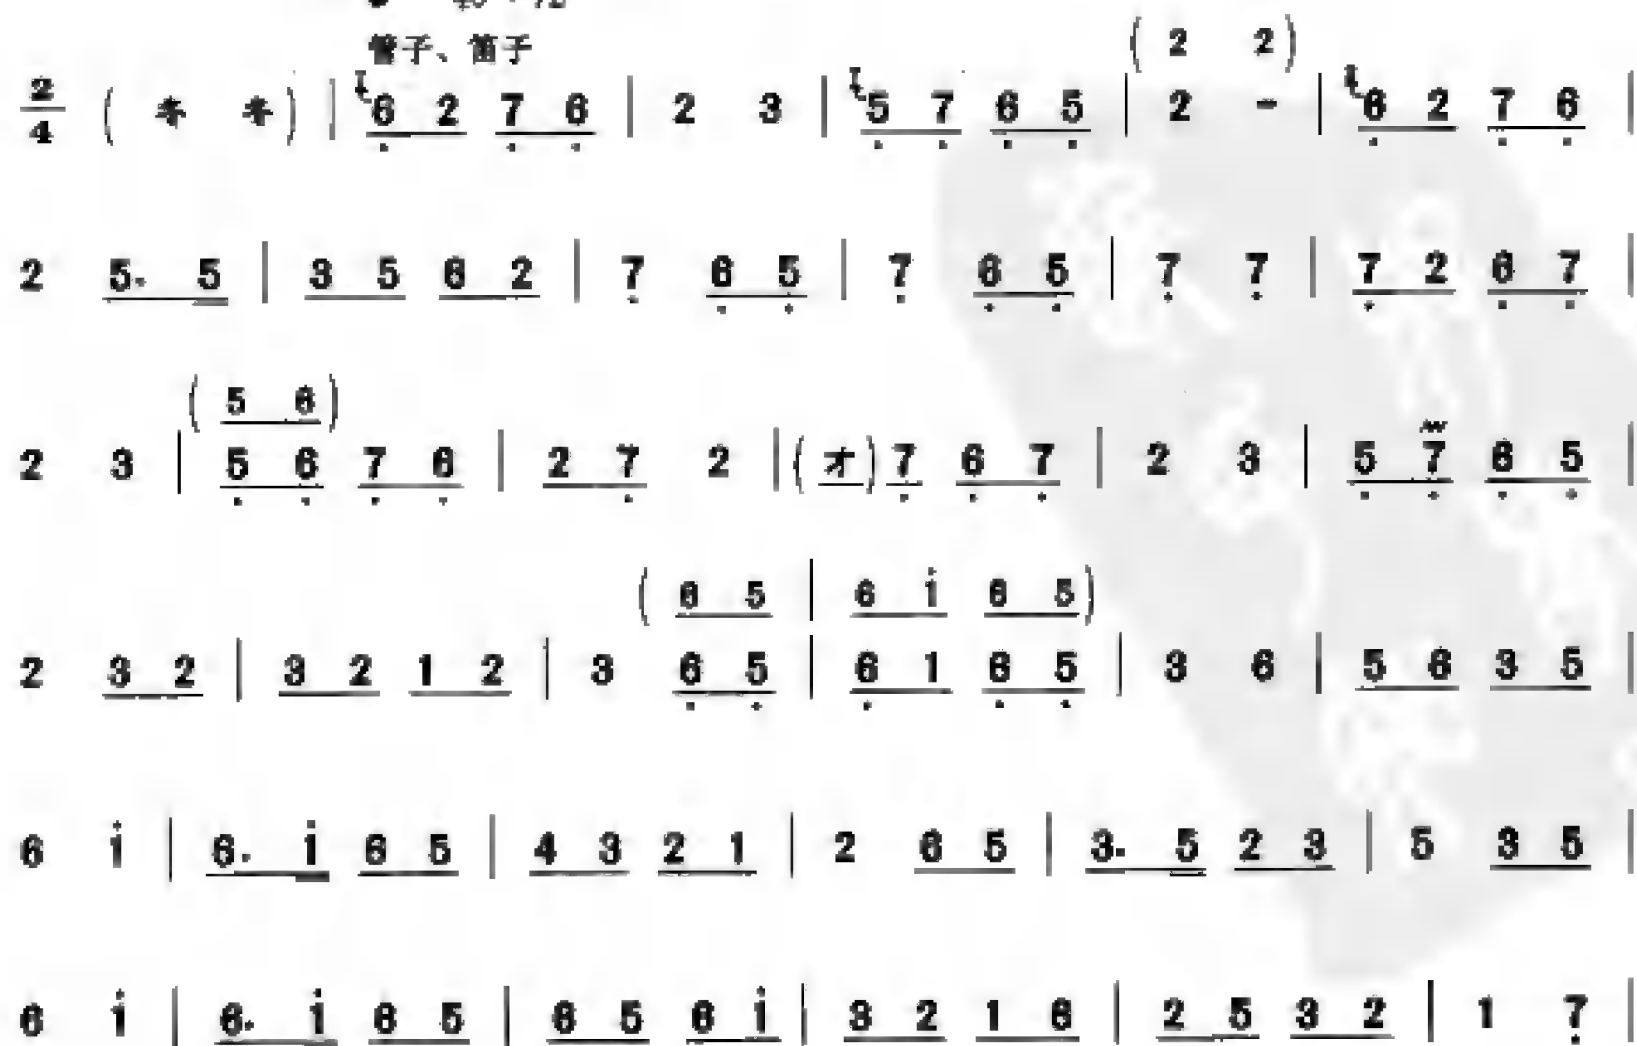 管子、笛子
( 2 2 )
2/4 ( 冬 冬 ) | 6 2 7 6 | 2 3 | 5 7 6 5 | 2 - | 6 2 7 6 |
2 5. 5 | 3 5 6 2 | 7 6 5 | 7 6 5 | 7 7 | 7 2 6 7 |
( 5 6 )
2 3 | 5 6 7 6 | 2 7 2 | ( オ ) 7 6 7 | 2 3 | 5 7 6 5 |
( 6 5 | 6 i 6 5 )
2 3 2 | 3 2 1 2 | 3 6 5 | 6 1 6 5 | 3 6 | 5 6 3 5 |
6 i | 6. i 6 5 | 4 3 2 1 | 2 6 5 | 3. 5 2 3 | 5 3 5 |
6 i | 6. i 6 5 | 6 5 6 i | 3 2 1 6 | 2 5 3 2 | 1 7 |